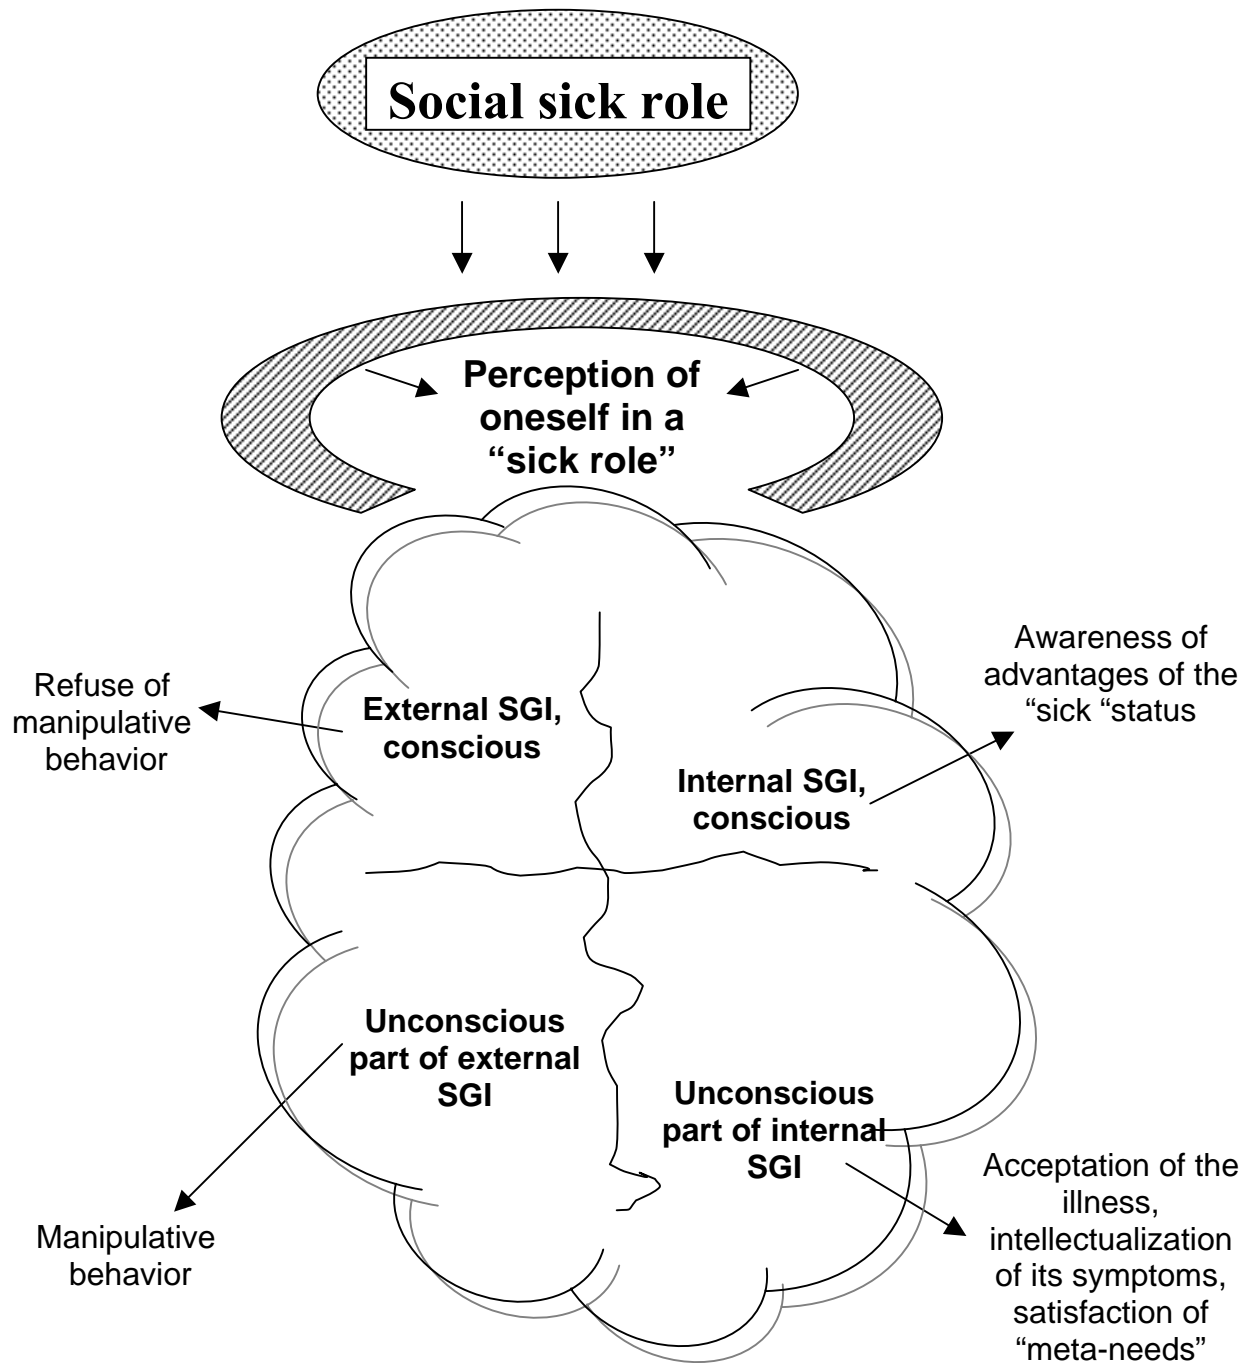 Social sick role
Perception of
oneself in a
“sick role”
Refuse of
manipulative
behavior
External SGI,
conscious
Internal SGI,
conscious
Awareness of
advantages of the
“sick “status
Unconscious
part of external
SGI
Unconscious
part of internal
SGI
Manipulative
behavior
Acceptation of the
illness,
intellectualization
of its symptoms,
satisfaction of
“meta-needs”